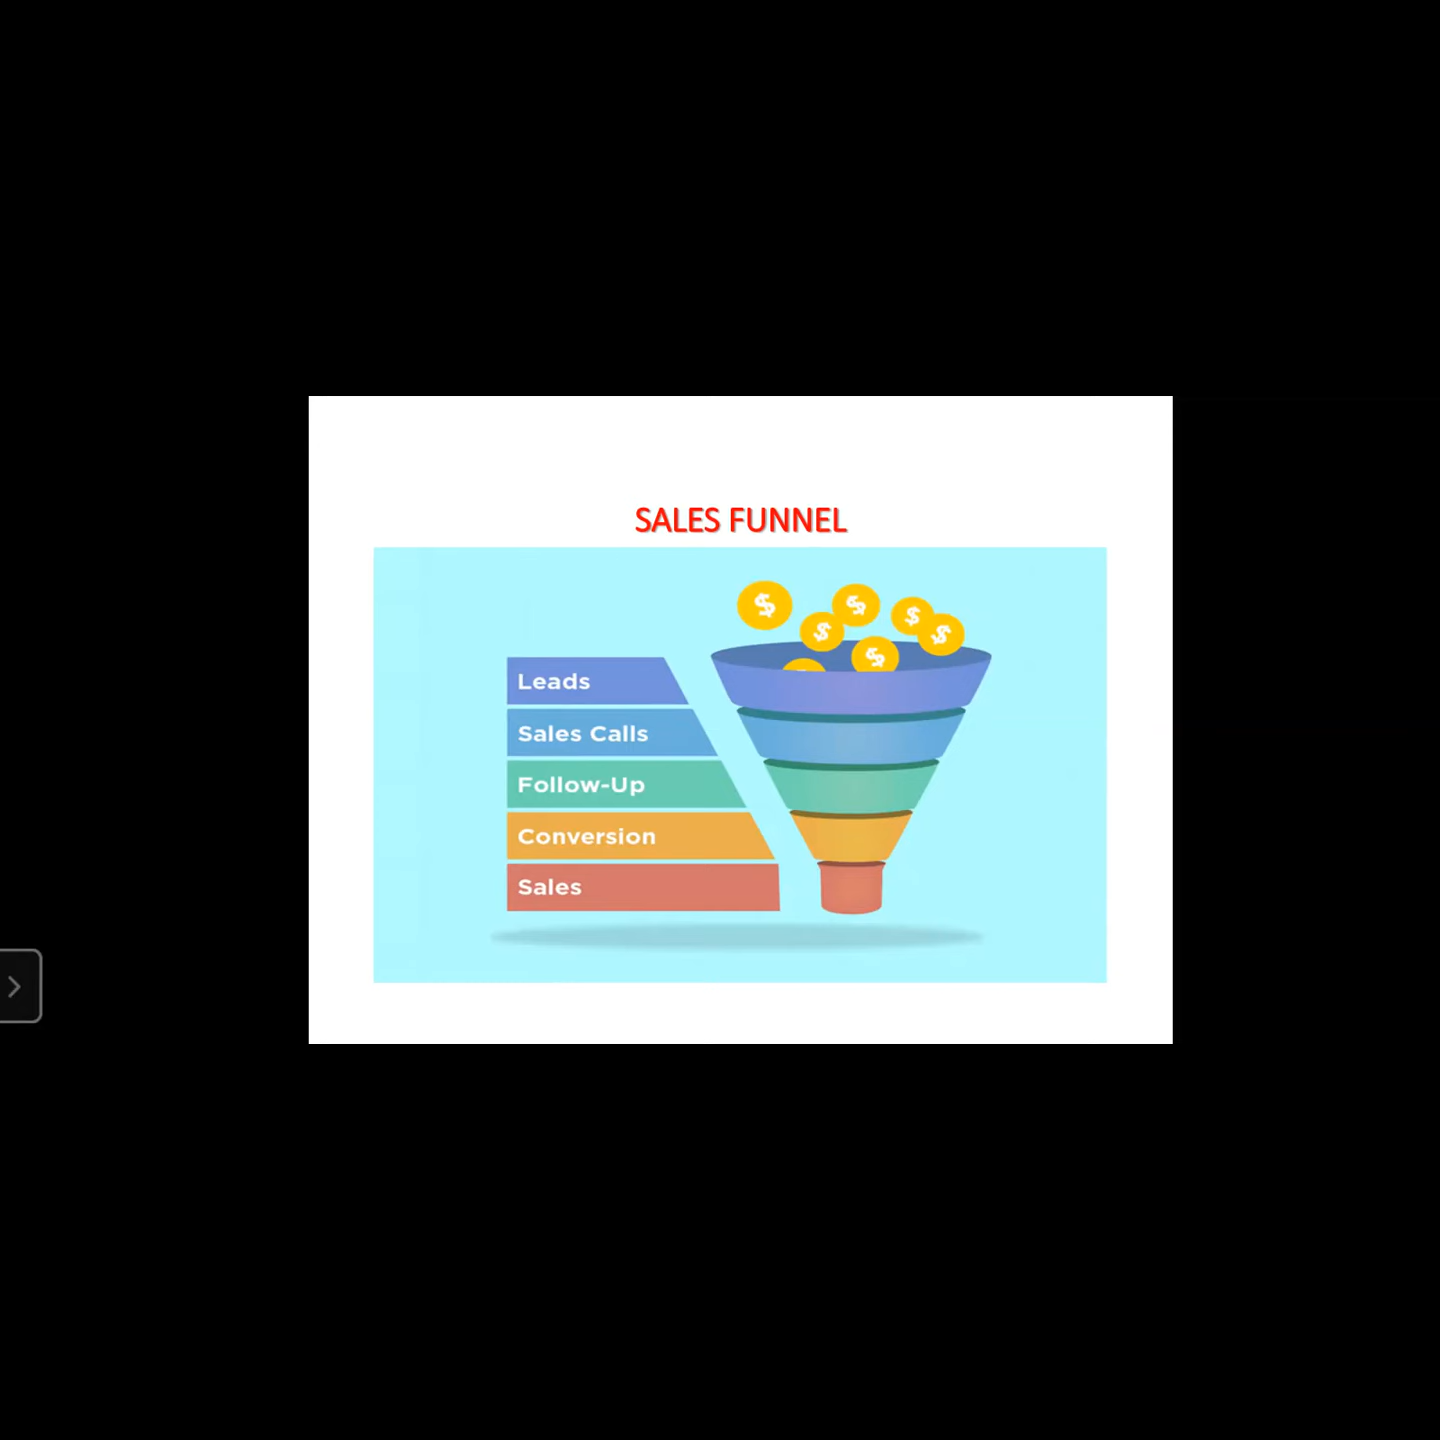 SALES FUNNEL
$ $ $ $ $ $
Leads
Sales Calls
Follow-Up
Conversion
Sales